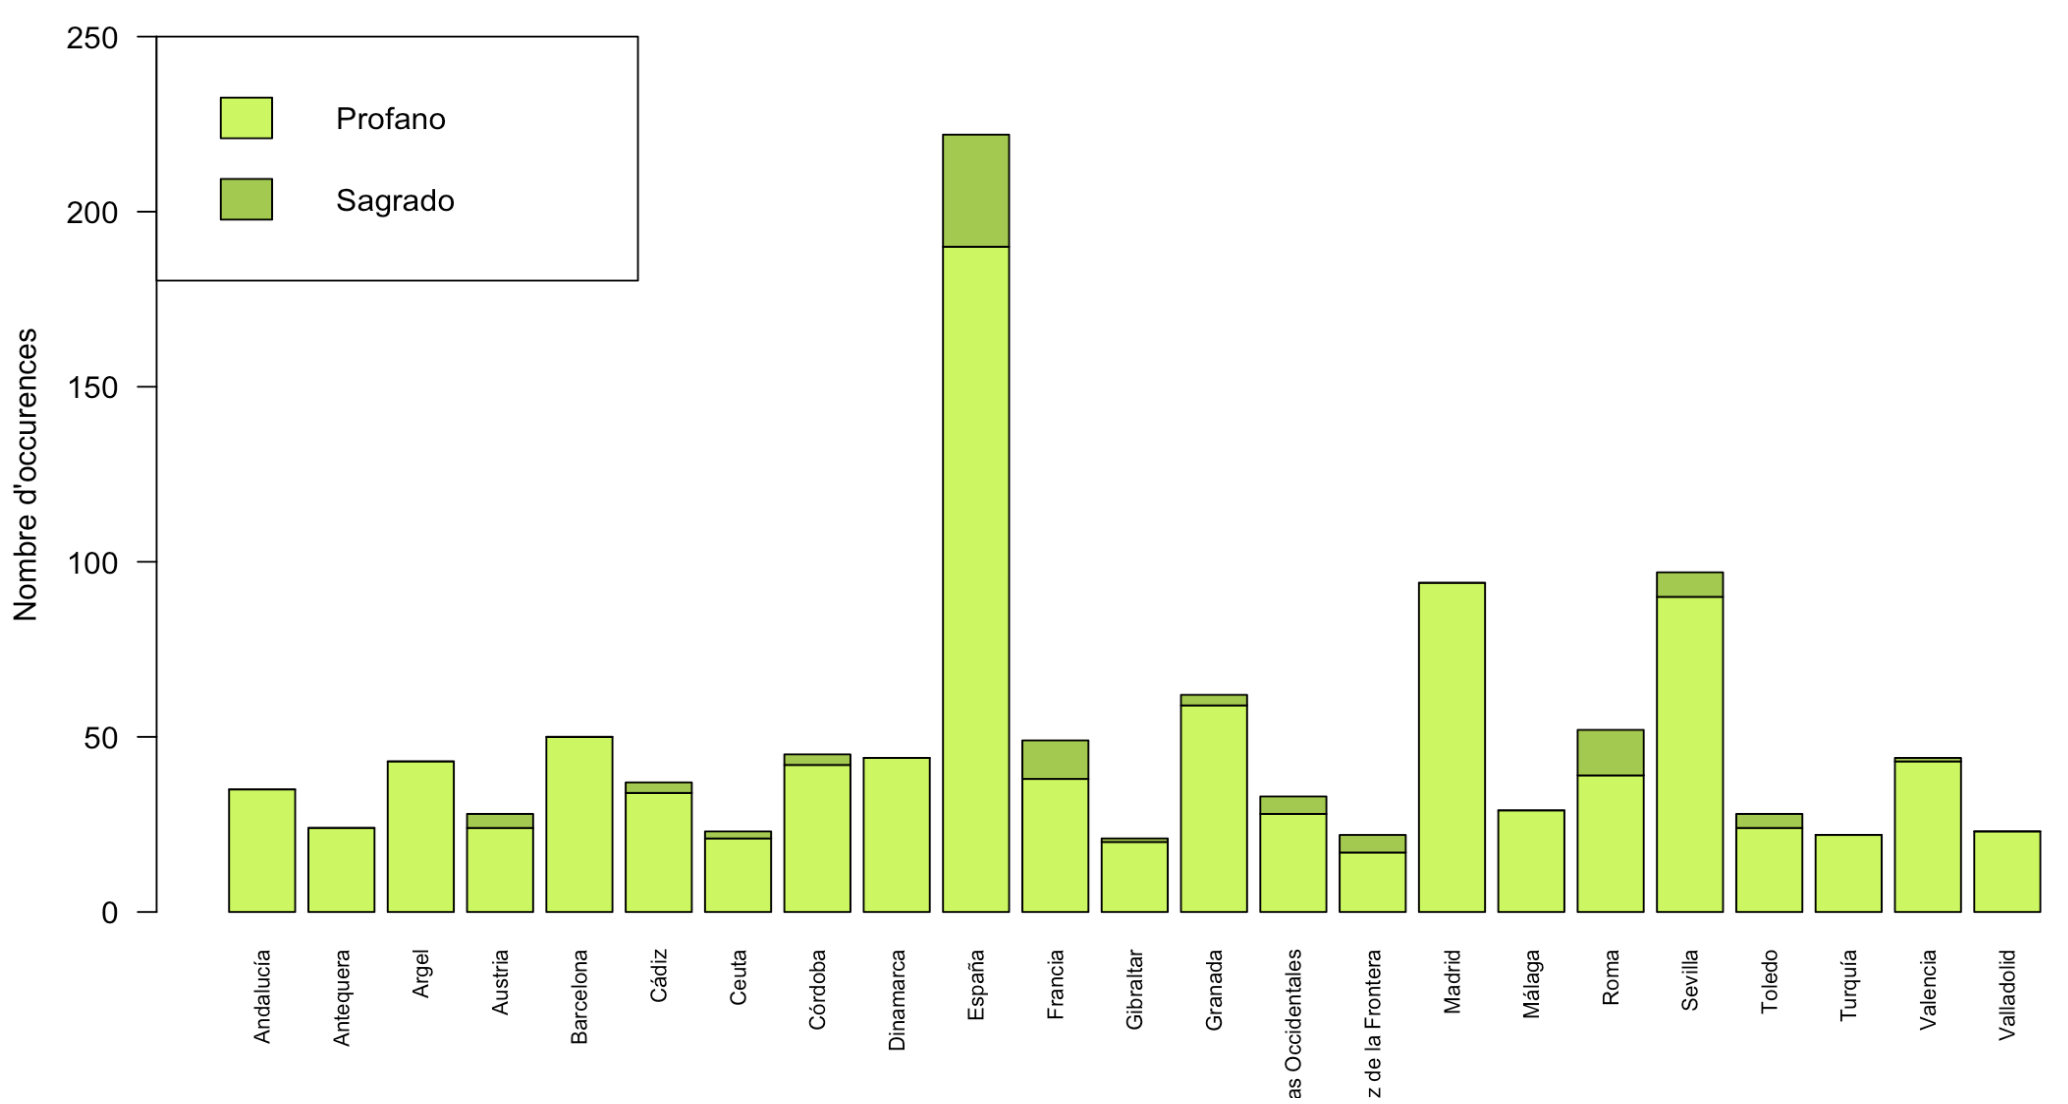 250
Profano
Sagrado
200
150
100
50
0
Nombre d'occurences
Andalucía
Antequera
Argel
Austria
Barcelona
Cádiz
Ceuta
Córdoba
Dinamarca
España
Francia
Gibraltar
Granada
as Occidentales
z de la Frontera
Madrid
Málaga
Roma
Sevilla
Toledo
Turquía
Valencia
Valladolid